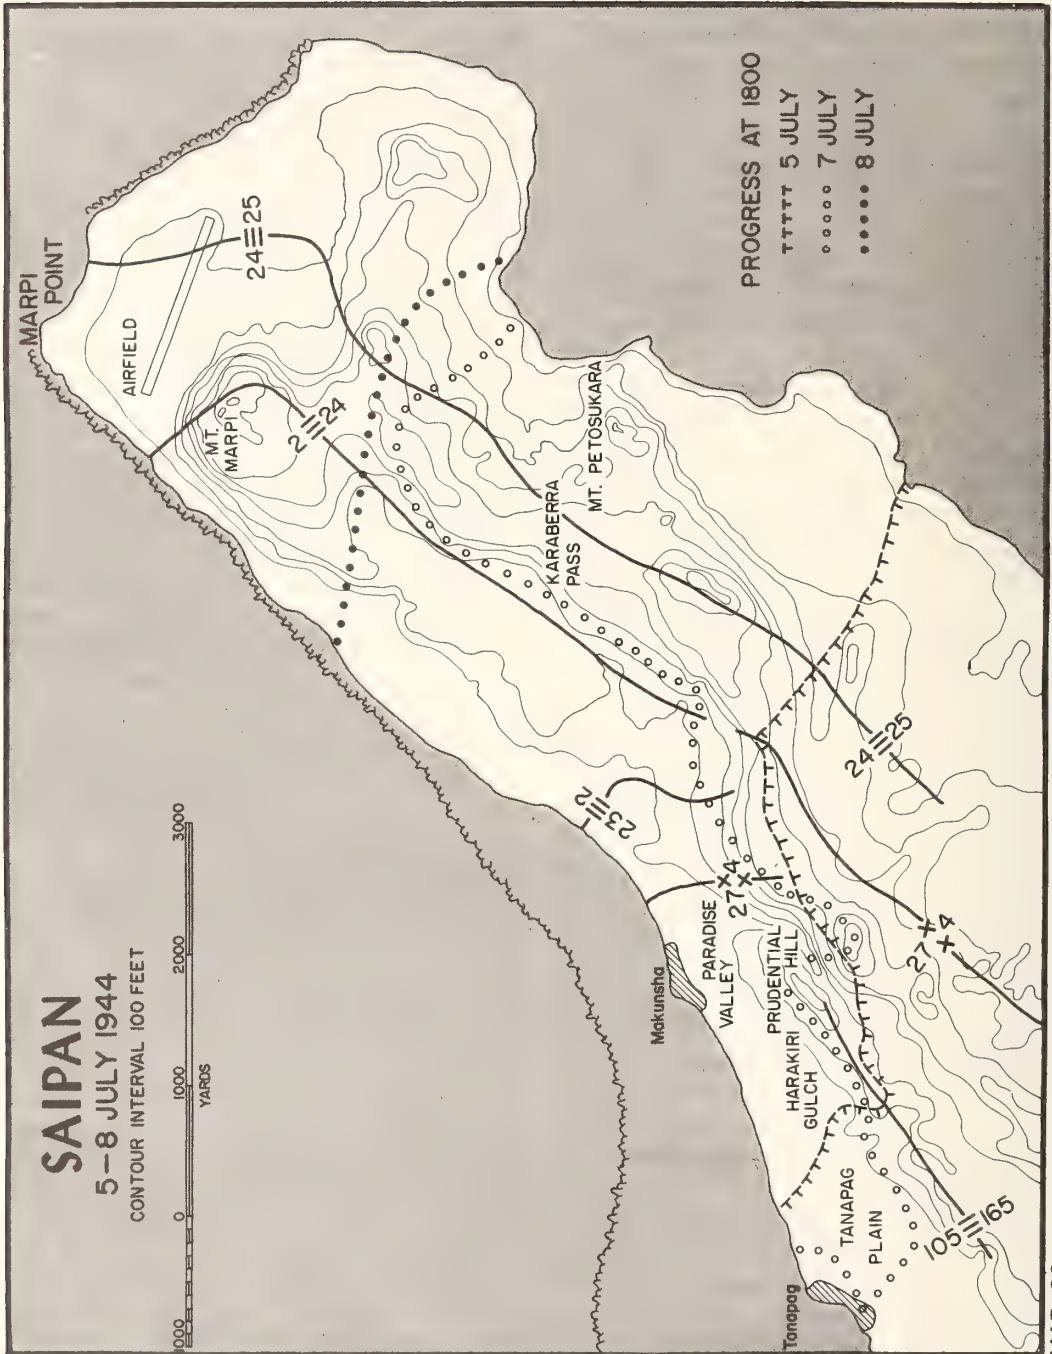 SAIPAN
5–8 JULY 1944
CONTOUR INTERVAL 100 FEET
0 1000 2000 3000
YARDS
MARPI
POINT
AIRFIELD
MT.
MARPI
24 25
2 24
PROGRESS AT 1800
5 JULY
7 JULY
8 JULY
KARABERRA
PASS
MT. PETOSUKARA
23 2
24 25
27 4
27 4
Makunsha
PARADISE
VALLEY
PRUDENTIAL
HILL
HARAKIRI
GULCH
TANAPAG
PLAIN
Tanapag
105 165